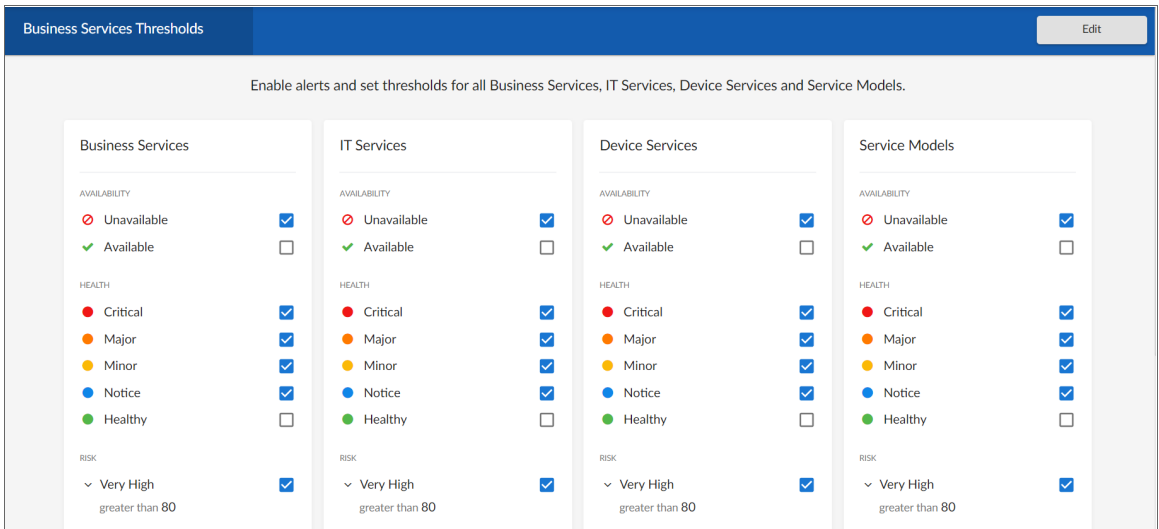 Business Services Thresholds
Edit
Enable alerts and set thresholds for all Business Services, IT Services, Device Services and Service Models.
Business Services
AVAILABILITY
Unavailable
Available
HEALTH
Critical
Major
Minor
Notice
Healthy
RISK
Very High
greater than 80
IT Services
AVAILABILITY
Unavailable
Available
HEALTH
Critical
Major
Minor
Notice
Healthy
RISK
Very High
greater than 80
Device Services
AVAILABILITY
Unavailable
Available
HEALTH
Critical
Major
Minor
Notice
Healthy
RISK
Very High
greater than 80
Service Models
AVAILABILITY
Unavailable
Available
HEALTH
Critical
Major
Minor
Notice
Healthy
RISK
Very High
greater than 80